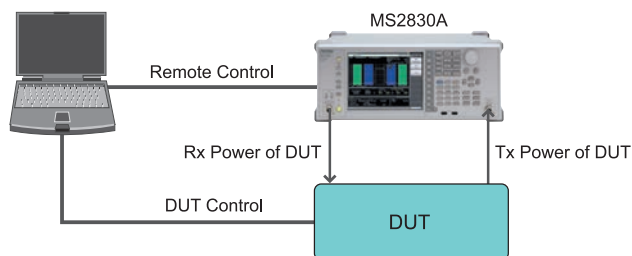 MS2830A
Remote Control
Rx Power of DUT
Tx Power of DUT
DUT Control
DUT